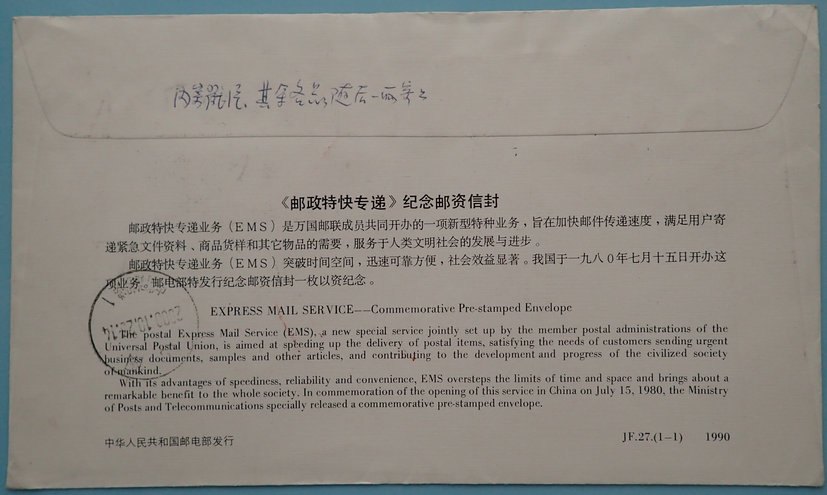 其余各品随后一一寄上
《邮政特快专递》纪念邮资信封
邮政特快专递业务(EMS)是万国邮联成员共同开办的一项新型特种业务,旨在加快邮件传递速度,满足用户寄
递紧急文件资料、商品货样和其它物品的需要,服务于人类文明社会的发展与进步。
邮政特快专递业务(EMS)突破时间空间,迅速可靠方便,社会效益显著。我国于一九八0年七月十五日开办这
项业务。邮电部特发行纪念邮资信封一枚以资纪念。
EXPRESS MAIL SERVICE--Commemorative Pre-stamped Envelope
The postal Express Mail Service (EMS), a new special service jointly set up by the member postal administrations of the
Universal Postal Union, is aimed at speeding up the delivery of postal items, satisfying the needs of customers sending urgent
business documents, samples and other articles, and contributing to the development and progress of the civilized society
of mankind.
With its advantages of speediness, reliability and convenience, EMS oversteps the limits of time and space and brings about a
remarkable benefit to the whole society. In commemoration of the opening of this service in China on July 15, 1980, the Ministry
of Posts and Telecommunications specially released a commemorative pre-stamped envelope.
中华人民共和国邮电部发行
JF.27.(1-1) 1990